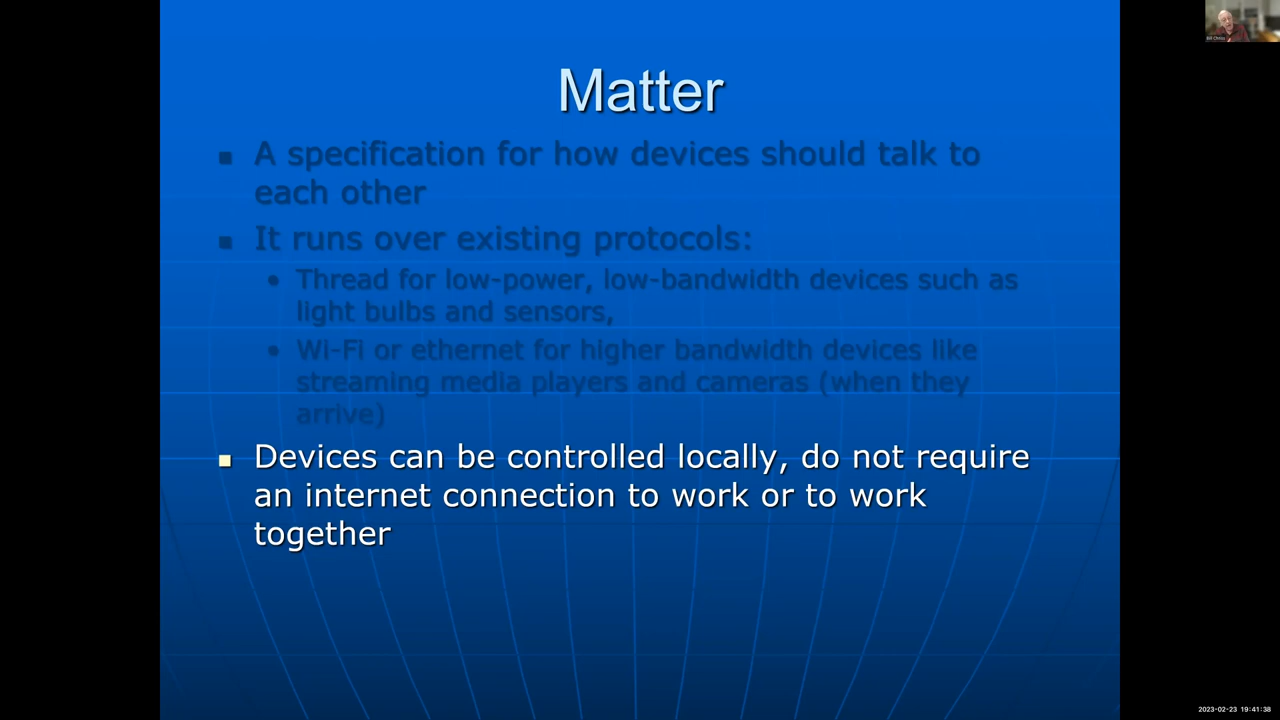 Matter
A specification for how devices should talk to
each other
It runs over existing protocols:
Thread for low-power, low-bandwidth devices such as
light bulbs and sensors,
Wi-Fi or ethernet for higher bandwidth devices like
streaming media players and cameras (when they
arrive)
Devices can be controlled locally, do not require
an internet connection to work or to work
together
2023-02-23 19:41:38